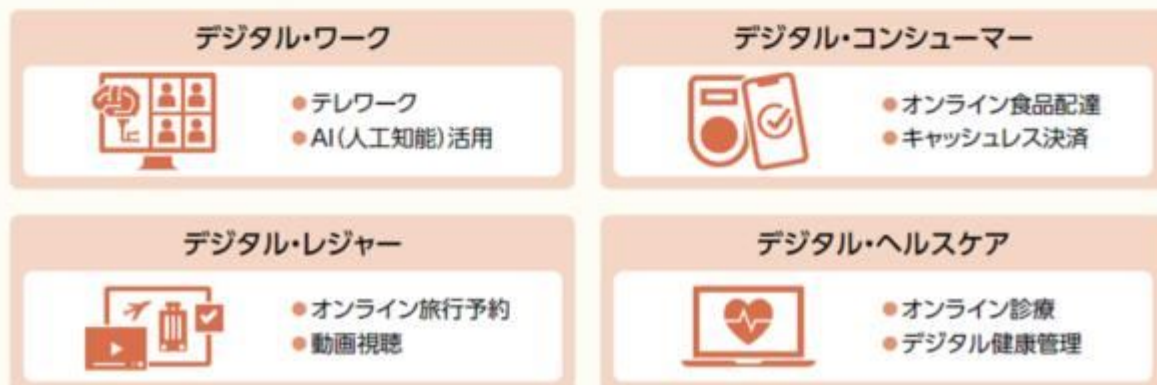 デジタル・ワーク
●テレワーク
●AI(人工知能)活用
デジタル・コンシューマー
●オンライン食品配達
●キャッシュレス決済
デジタル・レジャー
●オンライン旅行予約
●動画視聴
デジタル・ヘルスケア
●オンライン診療
●デジタル健康管理